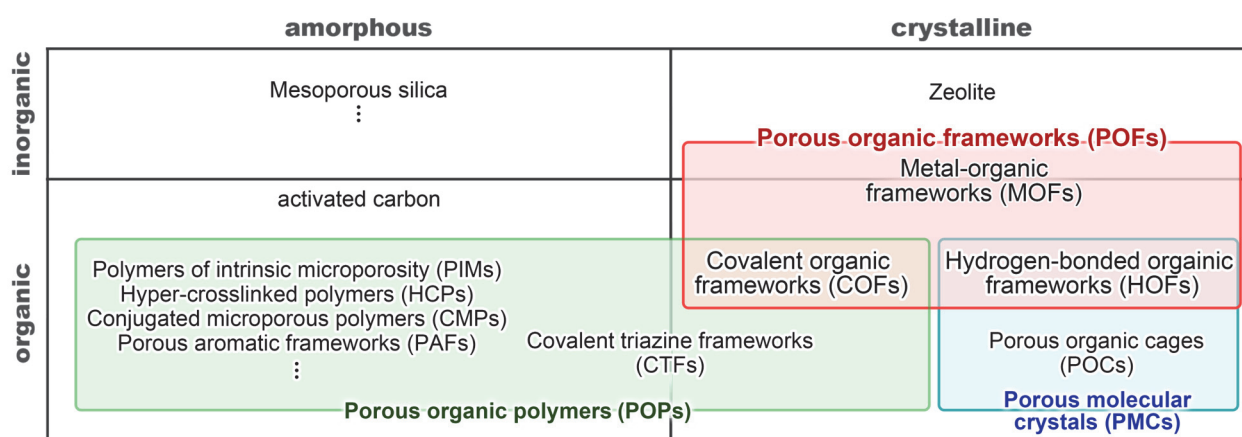 amorphous
crystalline
inorganic
Mesoporous silica
⋮
Zeolite
Porous organic frameworks (POFs)
Metal-organic
frameworks (MOFs)
organic
activated carbon
Polymers of intrinsic microporosity (PIMs)
Hyper-crosslinked polymers (HCPs)
Conjugated microporous polymers (CMPs)
Porous aromatic frameworks (PAFs)
⋮
Covalent triazine frameworks
(CTFs)
Porous organic polymers (POPs)
Covalent organic
frameworks (COFs)
Hydrogen-bonded orgainic
frameworks (HOFs)
Porous organic cages
(POCs)
Porous molecular
crystals (PMCs)